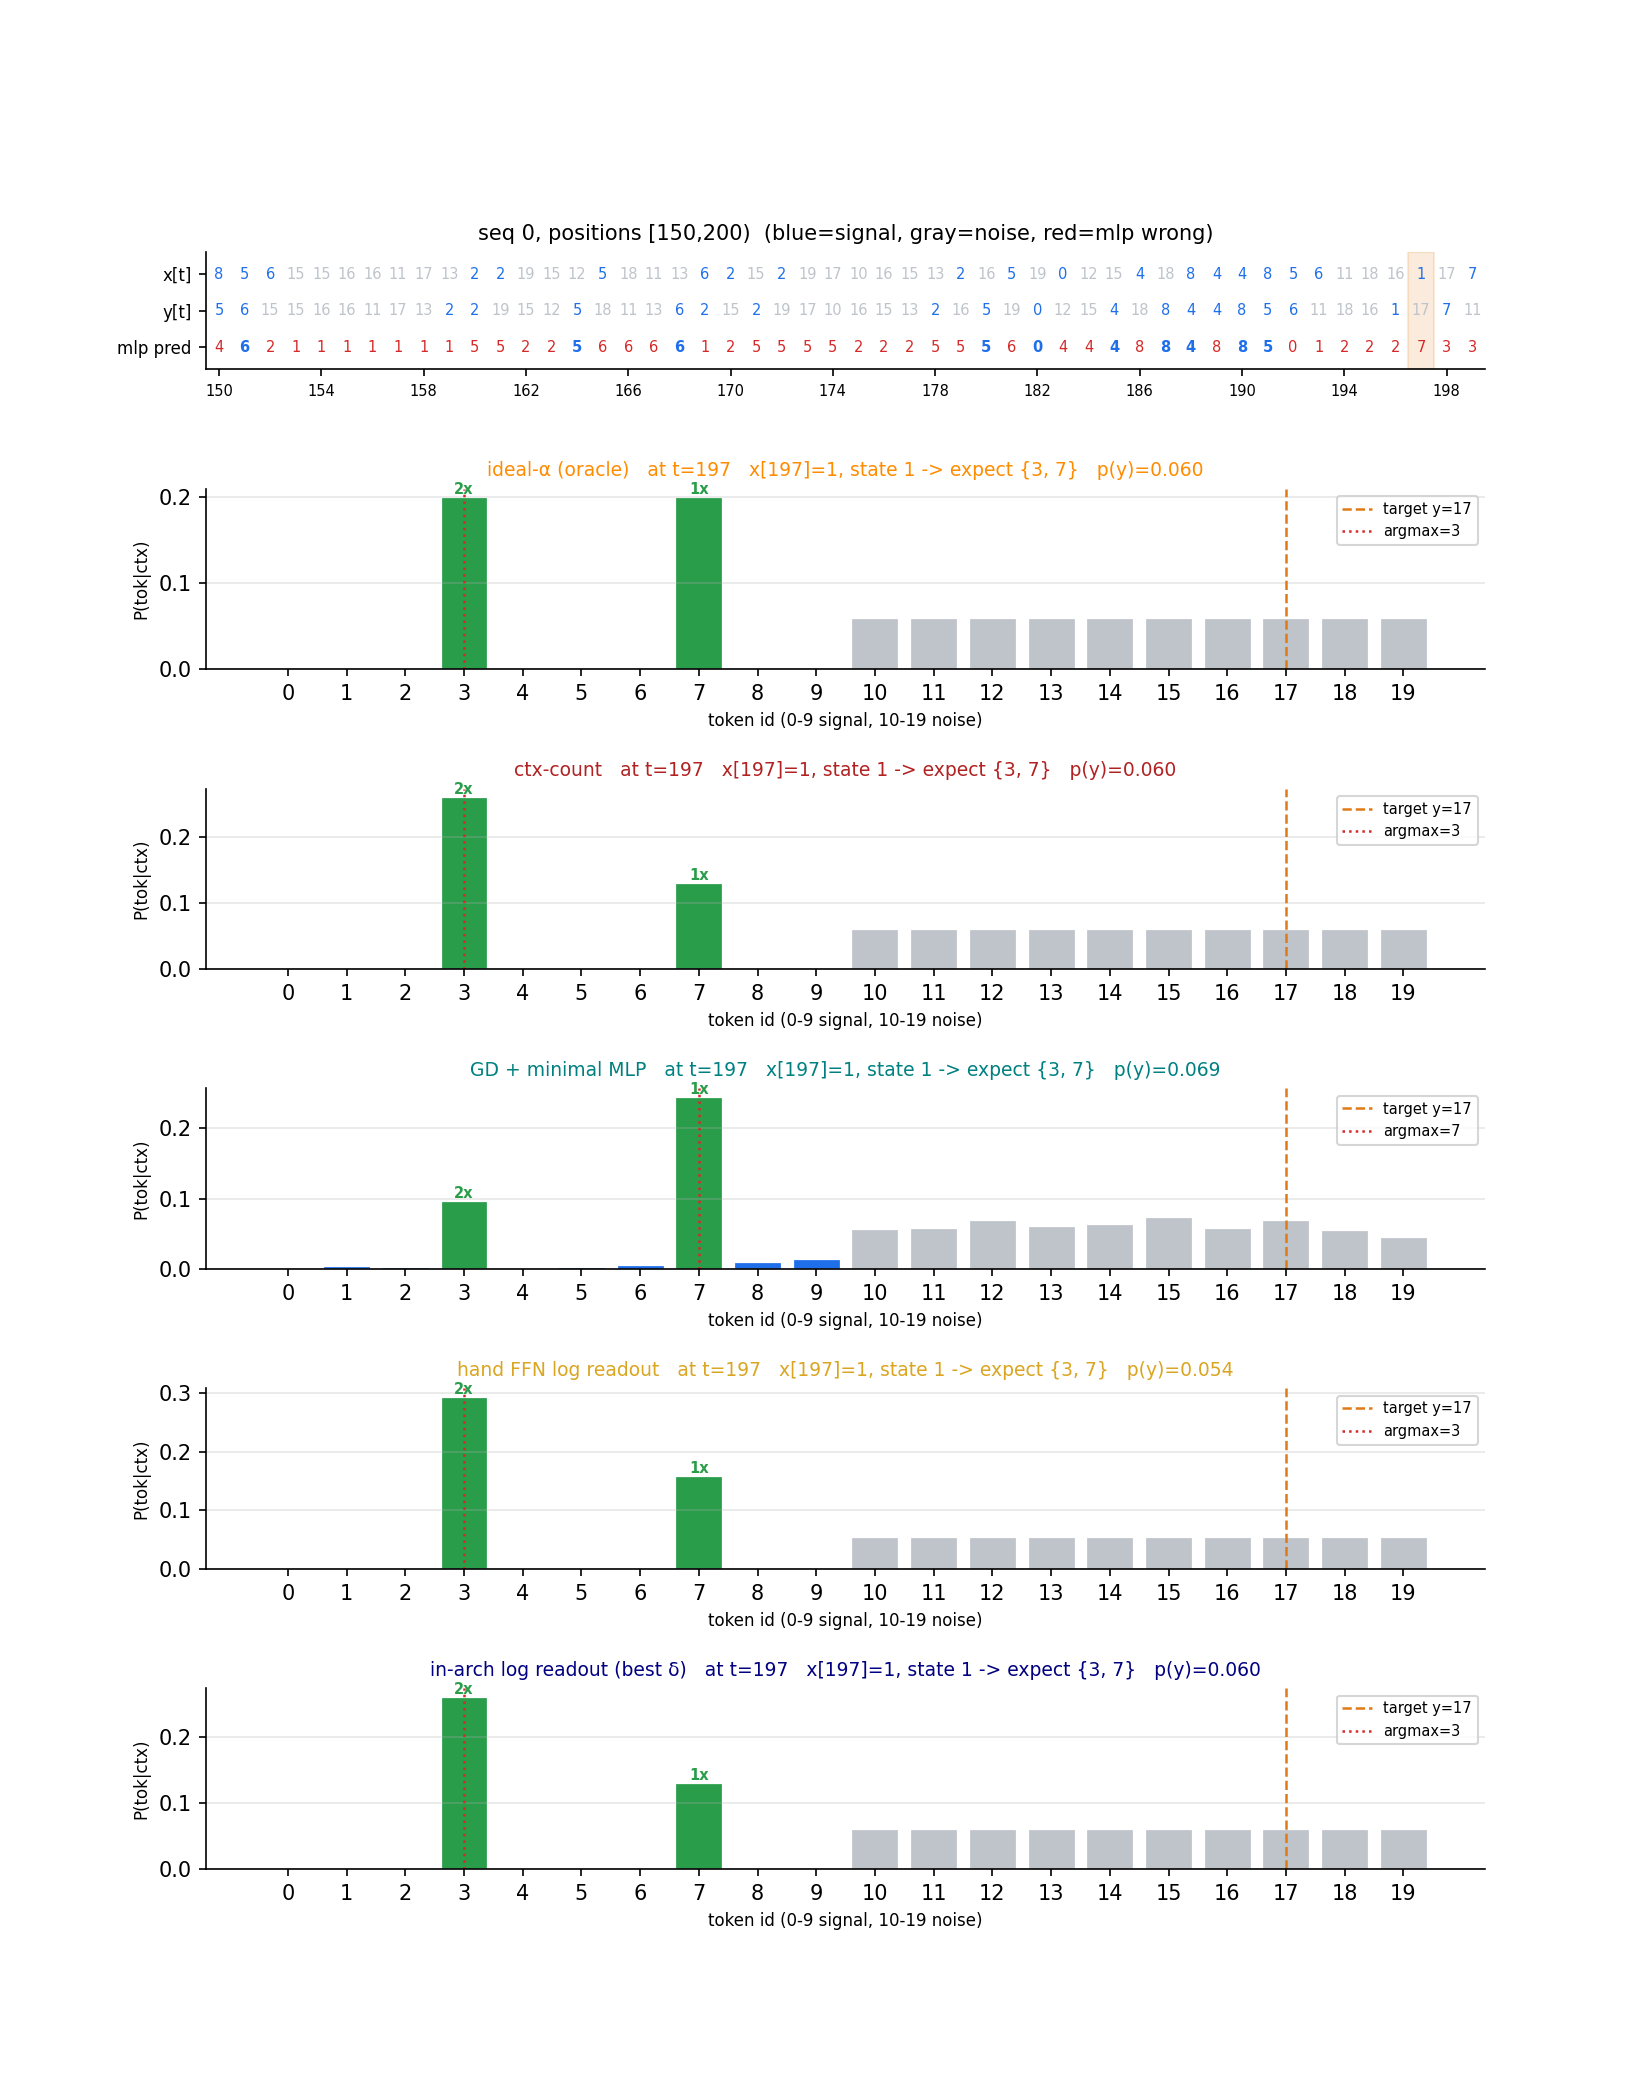 seq 0, positions [150,200)  (blue=signal, gray=noise, red=mlp wrong)
x[t] 8 5 6 15 15 16 16 11 17 13 2 2 19 15 12 5 18 11 13 6 2 15 2 19 17 10 16 15 13 2 16 5 19 0 12 15 4 18 8 4 4 8 5 6 11 18 16 1 17 7
y[t] 5 6 15 15 16 16 11 17 13 2 2 19 15 12 5 18 11 13 6 2 15 2 19 17 10 16 15 13 2 16 5 19 0 12 15 4 18 8 4 4 8 5 6 11 18 16 1 17 7 11
mlp pred 4 6 2 1 1 1 1 1 1 1 5 5 2 2 5 6 6 6 6 1 2 5 5 5 5 2 2 2 5 5 5 6 0 4 4 4 8 8 4 8 8 5 0 1 2 2 2 7 3 3
150 154 158 162 166 170 174 178 182 186 190 194 198
ideal-α (oracle)   at t=197   x[197]=1, state 1 -> expect {3, 7}   p(y)=0.060
2x 1x
0.2
target y=17
argmax=3
0.1
P(tok|ctx)
0.0
0 1 2 3 4 5 6 7 8 9 10 11 12 13 14 15 16 17 18 19
token id (0-9 signal, 10-19 noise)
ctx-count   at t=197   x[197]=1, state 1 -> expect {3, 7}   p(y)=0.060
2x
target y=17
argmax=3
0.2
1x
0.1
P(tok|ctx)
0.0
0 1 2 3 4 5 6 7 8 9 10 11 12 13 14 15 16 17 18 19
token id (0-9 signal, 10-19 noise)
GD + minimal MLP   at t=197   x[197]=1, state 1 -> expect {3, 7}   p(y)=0.069
1x
target y=17
argmax=7
0.2
2x
0.1
P(tok|ctx)
0.0
0 1 2 3 4 5 6 7 8 9 10 11 12 13 14 15 16 17 18 19
token id (0-9 signal, 10-19 noise)
hand FFN log readout   at t=197   x[197]=1, state 1 -> expect {3, 7}   p(y)=0.054
2x
0.3
target y=17
argmax=3
0.2
1x
0.1
P(tok|ctx)
0.0
0 1 2 3 4 5 6 7 8 9 10 11 12 13 14 15 16 17 18 19
token id (0-9 signal, 10-19 noise)
in-arch log readout (best δ)   at t=197   x[197]=1, state 1 -> expect {3, 7}   p(y)=0.060
2x
target y=17
argmax=3
0.2
1x
0.1
P(tok|ctx)
0.0
0 1 2 3 4 5 6 7 8 9 10 11 12 13 14 15 16 17 18 19
token id (0-9 signal, 10-19 noise)